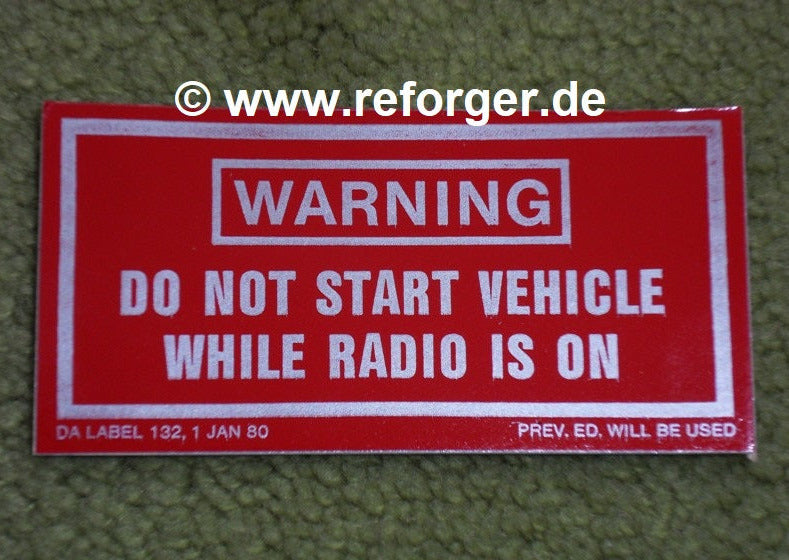 © www.reforger.de
WARNING
DO NOT START VEHICLE
WHILE RADIO IS ON
DA LABEL 132, 1 JAN 80 PREV. ED. WILL BE USED